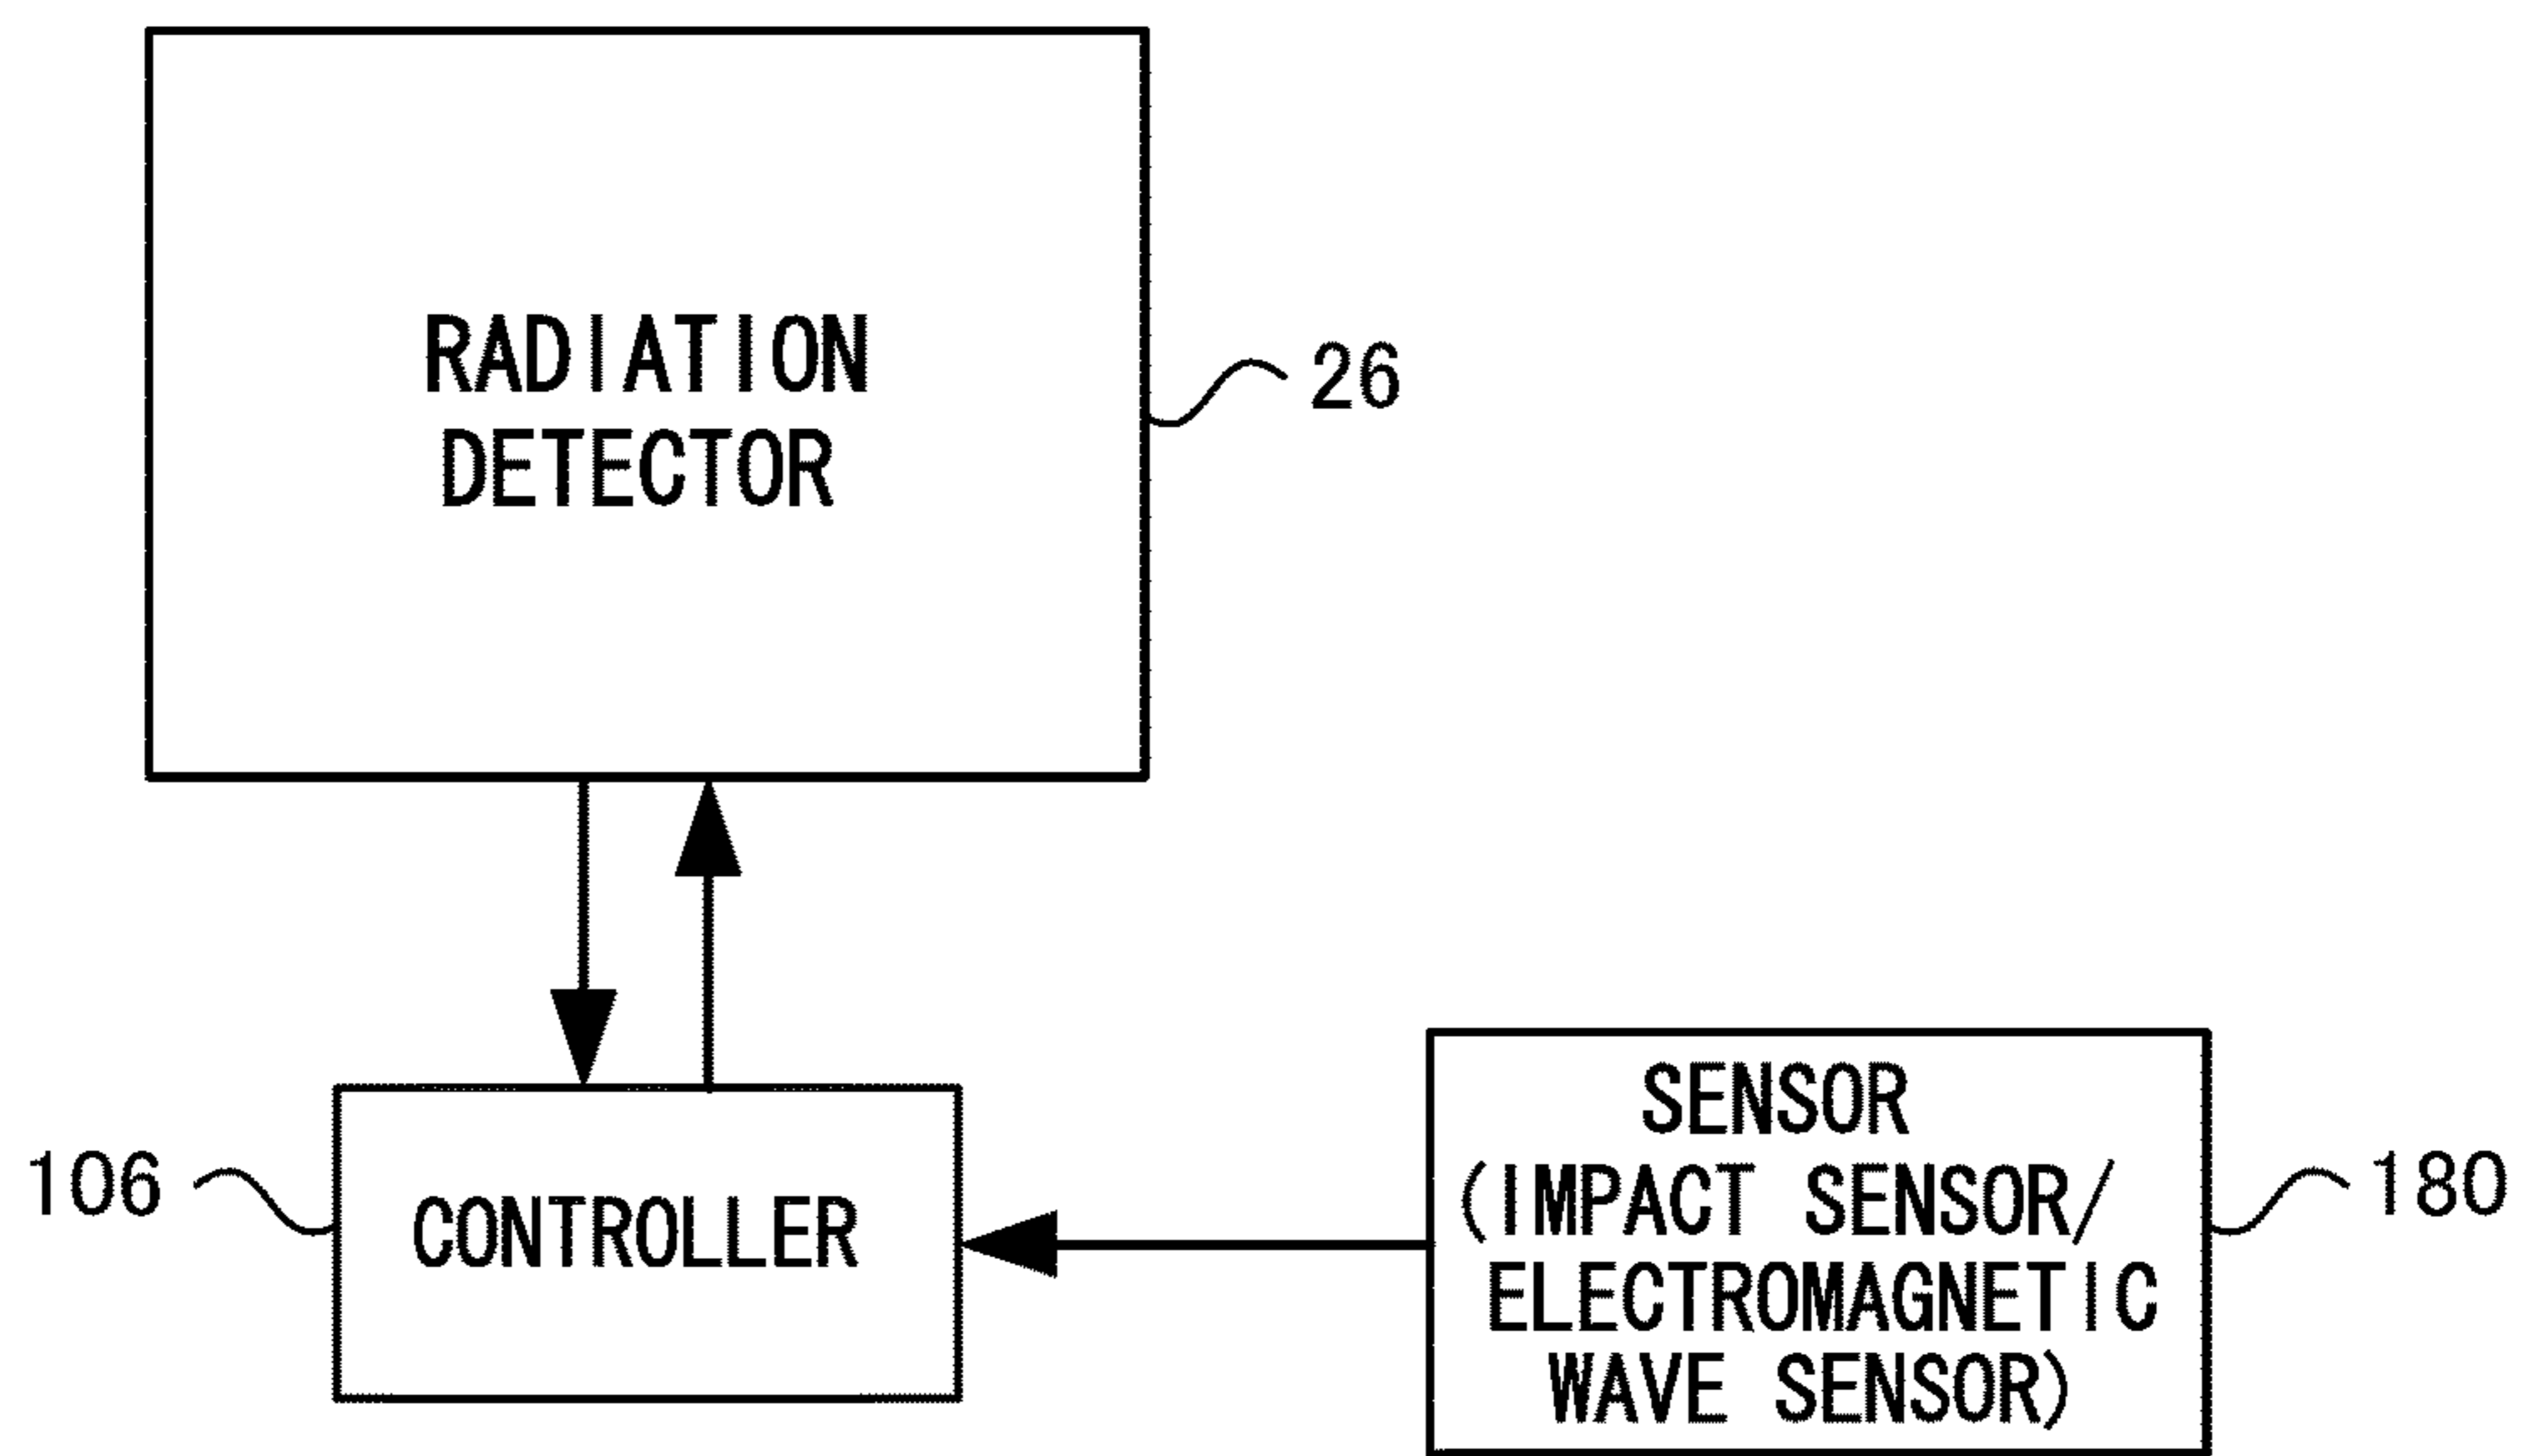 RADIATION
DETECTOR
26
106
CONTROLLER
SENSOR
(IMPACT SENSOR/
ELECTROMAGNETIC
WAVE SENSOR)
180